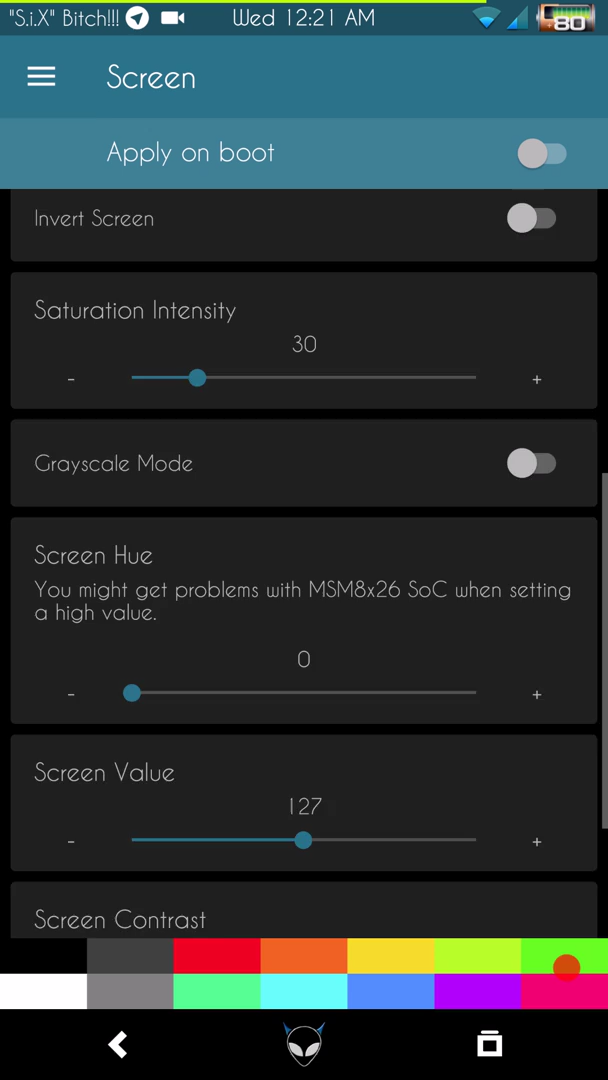 "S.i.X" Bitch!!! Wed 12:21 AM 80
Screen
Apply on boot
Invert Screen
Saturation Intensity
30
- +
Grayscale Mode
Screen Hue
You might get problems with MSM8x26 SoC when setting
a high value.
0
- +
Screen Value
127
- +
Screen Contrast